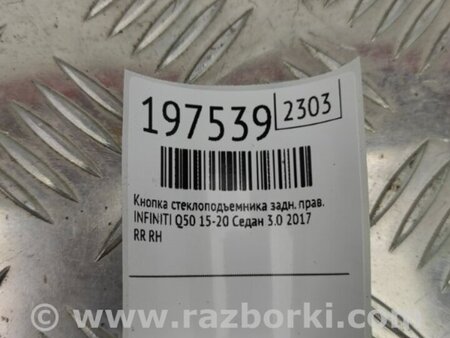 197539 2303
Кнопка стеклоподъемника задн. прав.
INFINITI Q50 15-20 Седан 3.0 2017
RR RH
© www.razborki.com